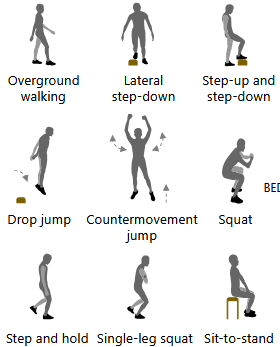 Overground
walking
Lateral
step-down
Step-up and
step-down
Drop jump
Countermovement
jump
Squat
BED
Step and hold
Single-leg squat
Sit-to-stand